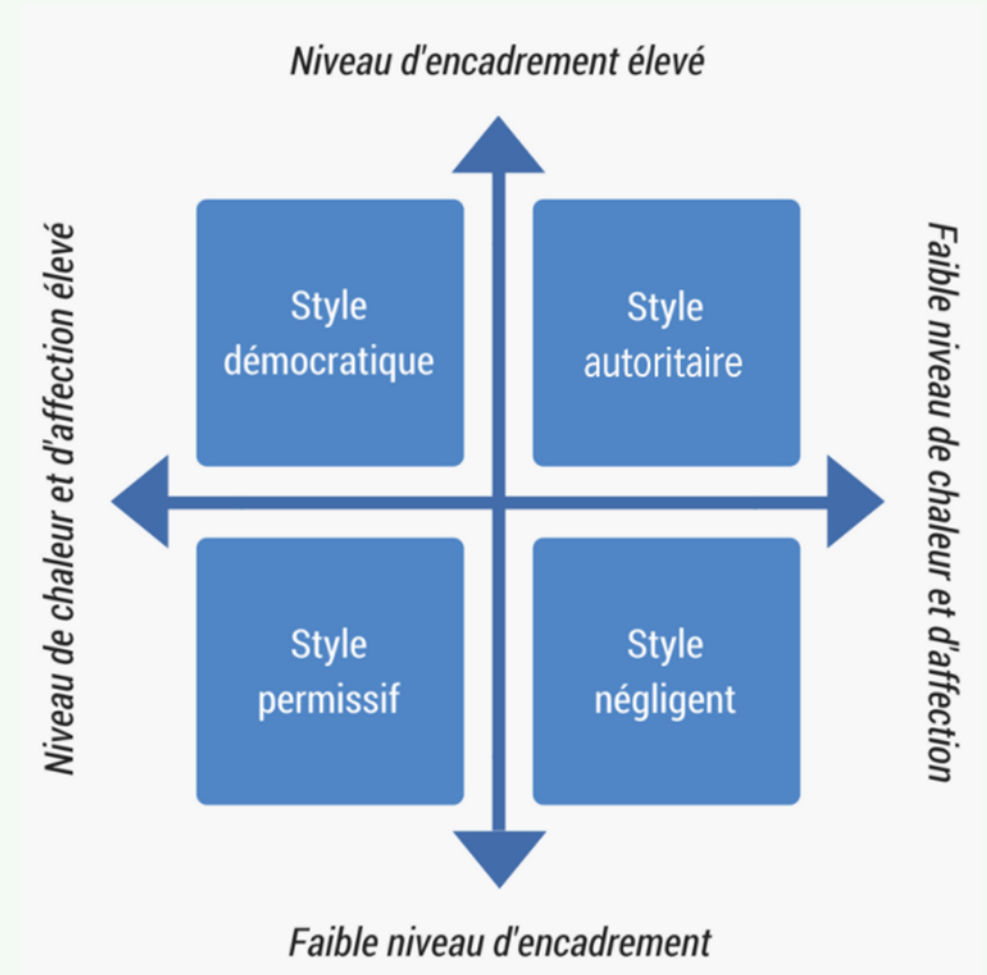 Niveau d'encadrement élevé
Niveau de chaleur et d'affection élevé
Style
démocratique
Style
autoritaire
Faible niveau de chaleur et d'affection
Style
permissif
Style
négligent
Faible niveau d'encadrement